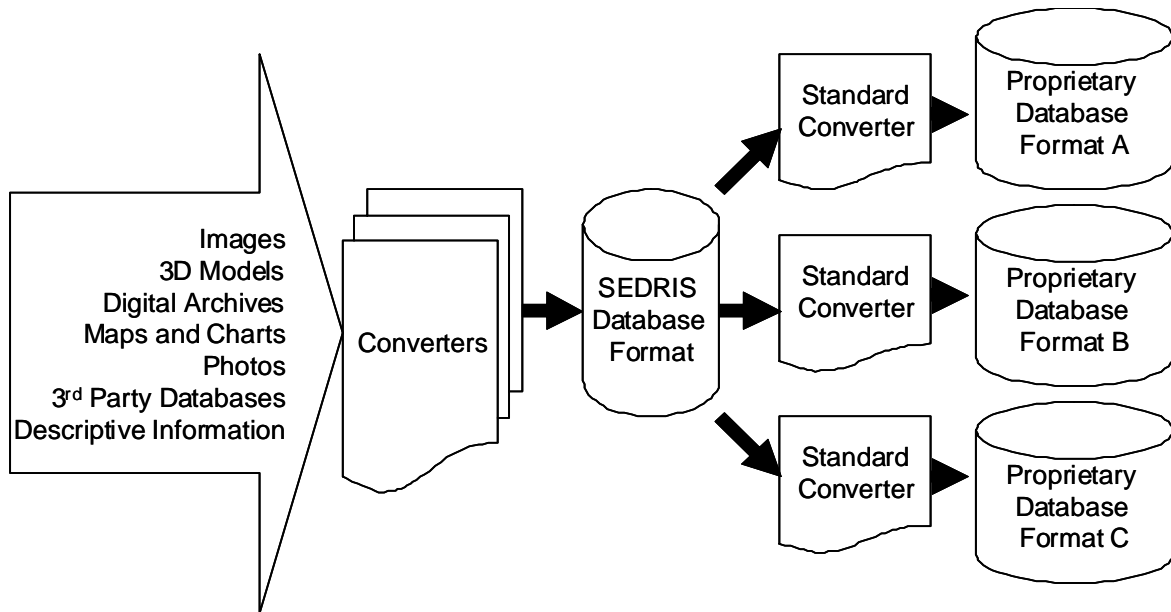 Images
3D Models
Digital Archives
Maps and Charts
Photos
3rd Party Databases
Descriptive Information
Converters
SEDRIS
Database
Format
Standard
Converter
Proprietary
Database
Format A
Standard
Converter
Proprietary
Database
Format B
Standard
Converter
Proprietary
Database
Format C